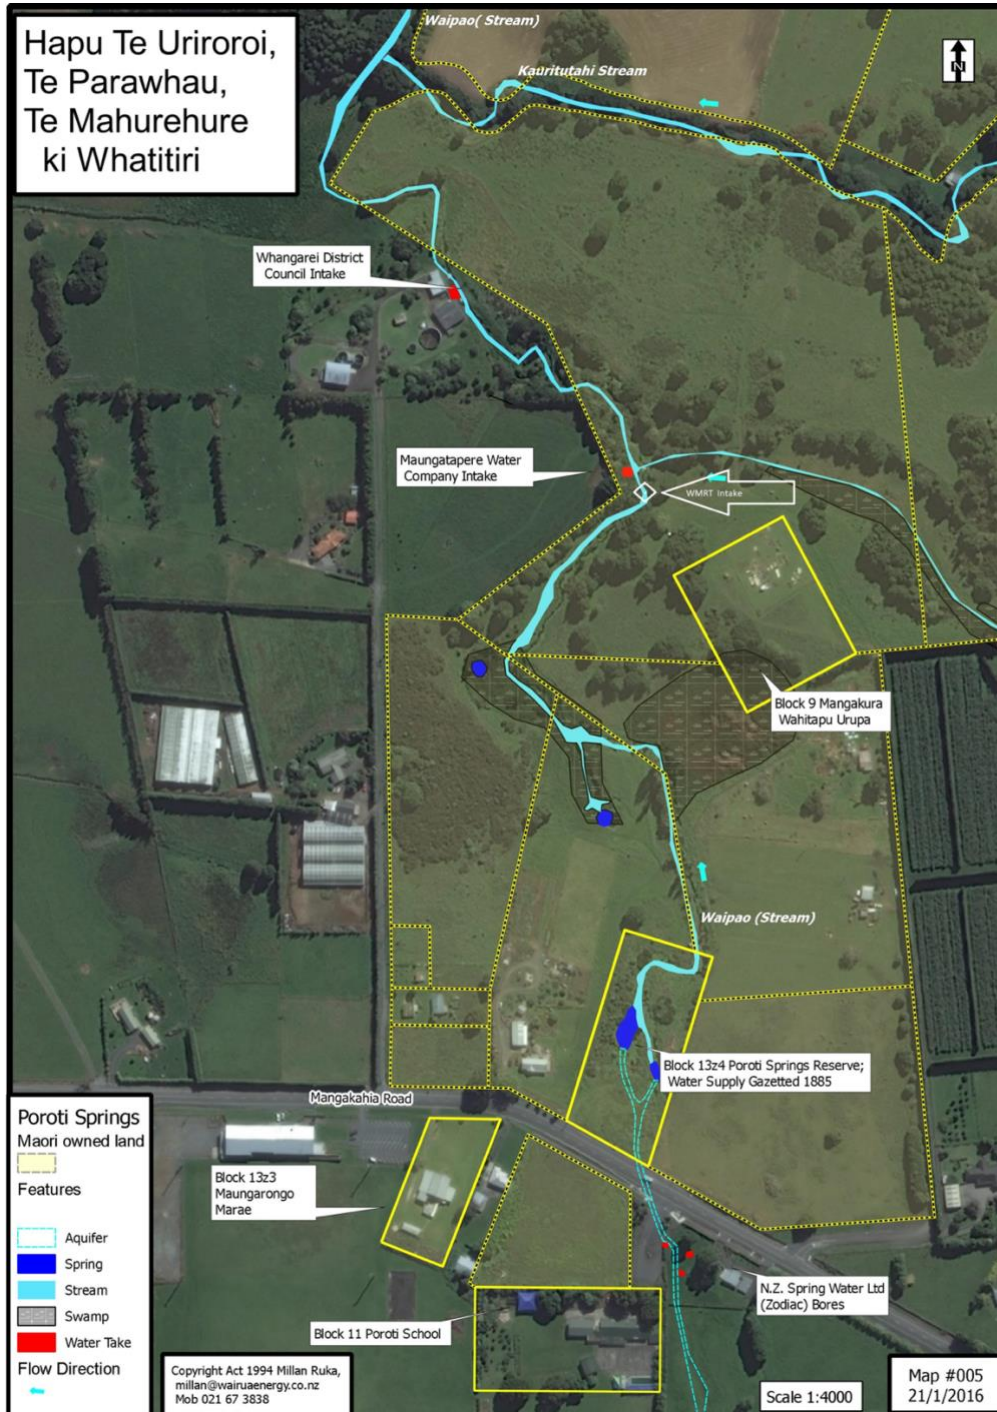 Hapu Te Uriroroi,
Te Parawhau,
Te Mahurehure
ki Whatitiri
Waipao( Stream)
Kauritutahi Stream
N
Whangarei District
Council Intake
Maungatapere Water
Company Intake
WMRT Intake
Block 9 Mangakura
Wahitapu Urupa
Waipao (Stream)
Block 13z4 Poroti Springs Reserve;
Water Supply Gazetted 1885
Mangakahia Road
Block 13z3
Maungarongo
Marae
N.Z. Spring Water Ltd
(Zodiac) Bores
Block 11 Poroti School
Poroti Springs
Maori owned land
Features
Aquifer
Spring
Stream
Swamp
Water Take
Flow Direction
Copyright Act 1994 Millan Ruka,
millan@wairuaenergy.co.nz
Mob 021 67 3838
Scale 1:4000
Map #005
21/1/2016